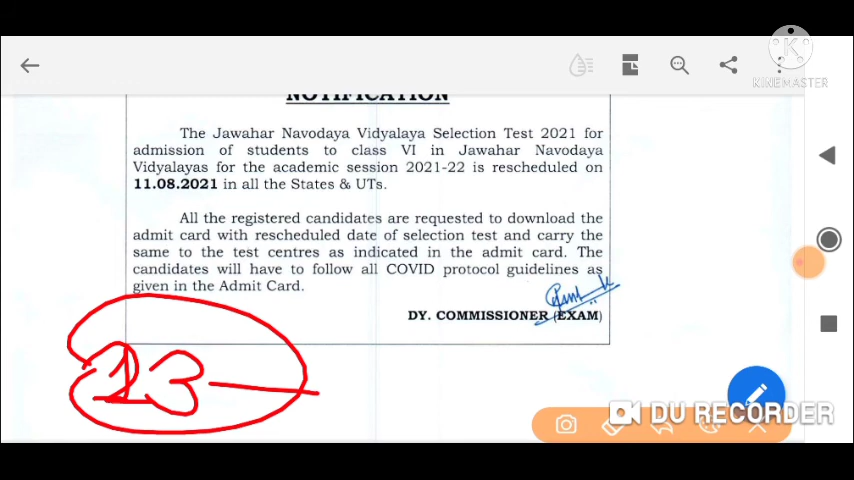 KINEMASTER
NOTIFICATION
The Jawahar Navodaya Vidyalaya Selection Test 2021 for
admission of students to class VI in Jawahar Navodaya
Vidyalayas for the academic session 2021-22 is rescheduled on
11.08.2021 in all the States & UTs.
All the registered candidates are requested to download the
admit card with rescheduled date of selection test and carry the
same to the test centres as indicated in the admit card. The
candidates will have to follow all COVID protocol guidelines as
given in the Admit Card.
DY. COMMISSIONER (EXAM)
23
DU RECORDER